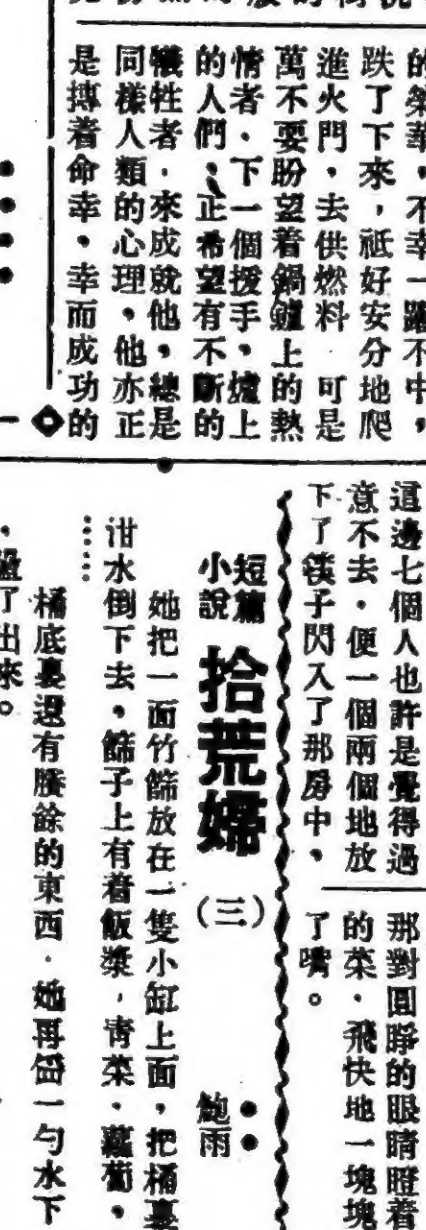 的榮華，不幸一躍不中，
跌了下來，祇好安分地爬
進火門，去供燃料 可是
萬不要盼望着鍋鑪上的熱
情者，下一個援手，爐上
的人們、正希望有不斷的
犧牲者，來成就他，總是
同樣人類的心理，他亦正
是摶着命幸，幸而成功的
這邊七個人也許是覺得過
意不去，便一個兩個地放
下了筷子閃入了那房中，
那對圓睜的眼睛瞪着
的菜，飛快地一塊塊
了嘴。
短篇小說
拾荒婦
（三）
鮑雨
她把一面竹篩放在一隻小缸上面，把桶裏
泔水倒下去，篩子上有着飯漿，青菜，蘿蔔，
……
桶底裏還有賸餘的東西，她再舀一勺水下
了出來。